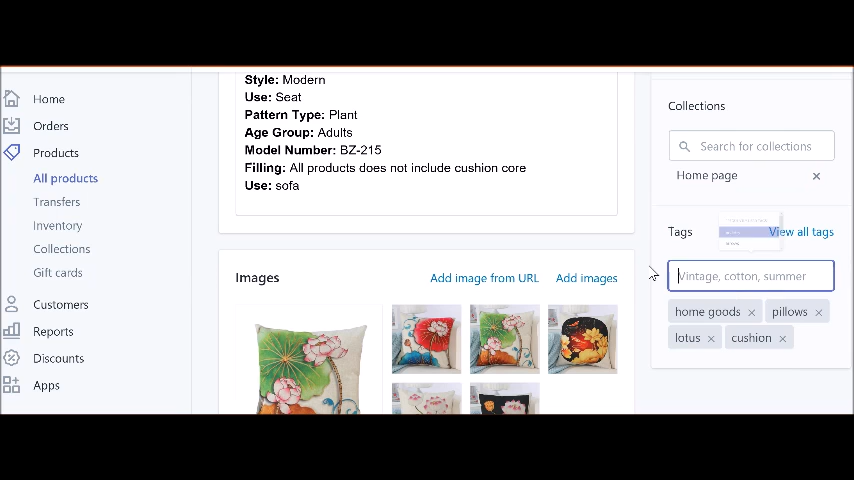 Home
Orders
Products
All products
Transfers
Inventory
Collections
Gift cards
Customers
Reports
Discounts
Apps
Style: Modern
Use: Seat
Pattern Type: Plant
Age Group: Adults
Model Number: BZ-215
Filling: All products does not include cushion core
Use: sofa
Images
Add image from URL
Add images
Collections
Search for collections
Home page
Tags
View all tags
Vintage, cotton, summer
home goods
pillows
lotus
cushion